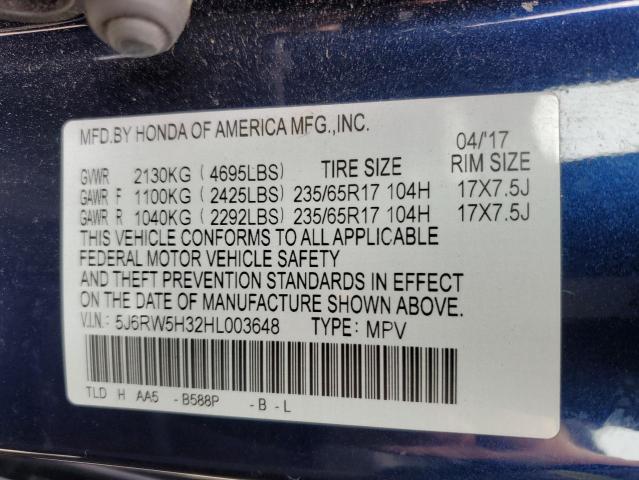 MFD.BY HONDA OF AMERICA MFG.,INC. 04/'17
GVWR 2130KG (4695LBS) TIRE SIZE RIM SIZE
GAWR F 1100KG (2425LBS) 235/65R17 104H 17X7.5J
GAWR R 1040KG (2292LBS) 235/65R17 104H 17X7.5J
THIS VEHICLE CONFORMS TO ALL APPLICABLE
FEDERAL MOTOR VEHICLE SAFETY
AND THEFT PREVENTION STANDARDS IN EFFECT
ON THE DATE OF MANUFACTURE SHOWN ABOVE.
V.I.N.: 5J6RW5H32HL003648 TYPE: MPV
TLD H AA5 -B588P -B -L